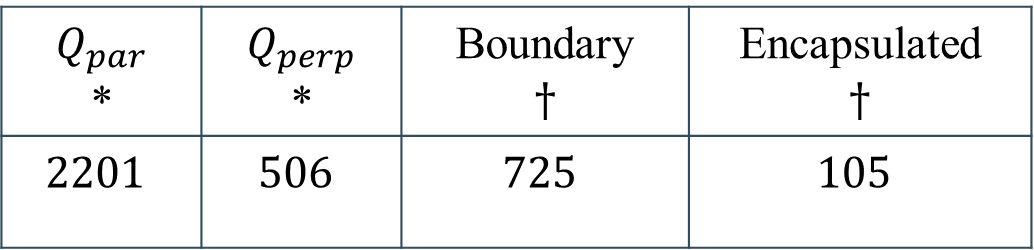 Q_par Q_perp Boundary Encapsulated
* * † †
2201 506 725 105